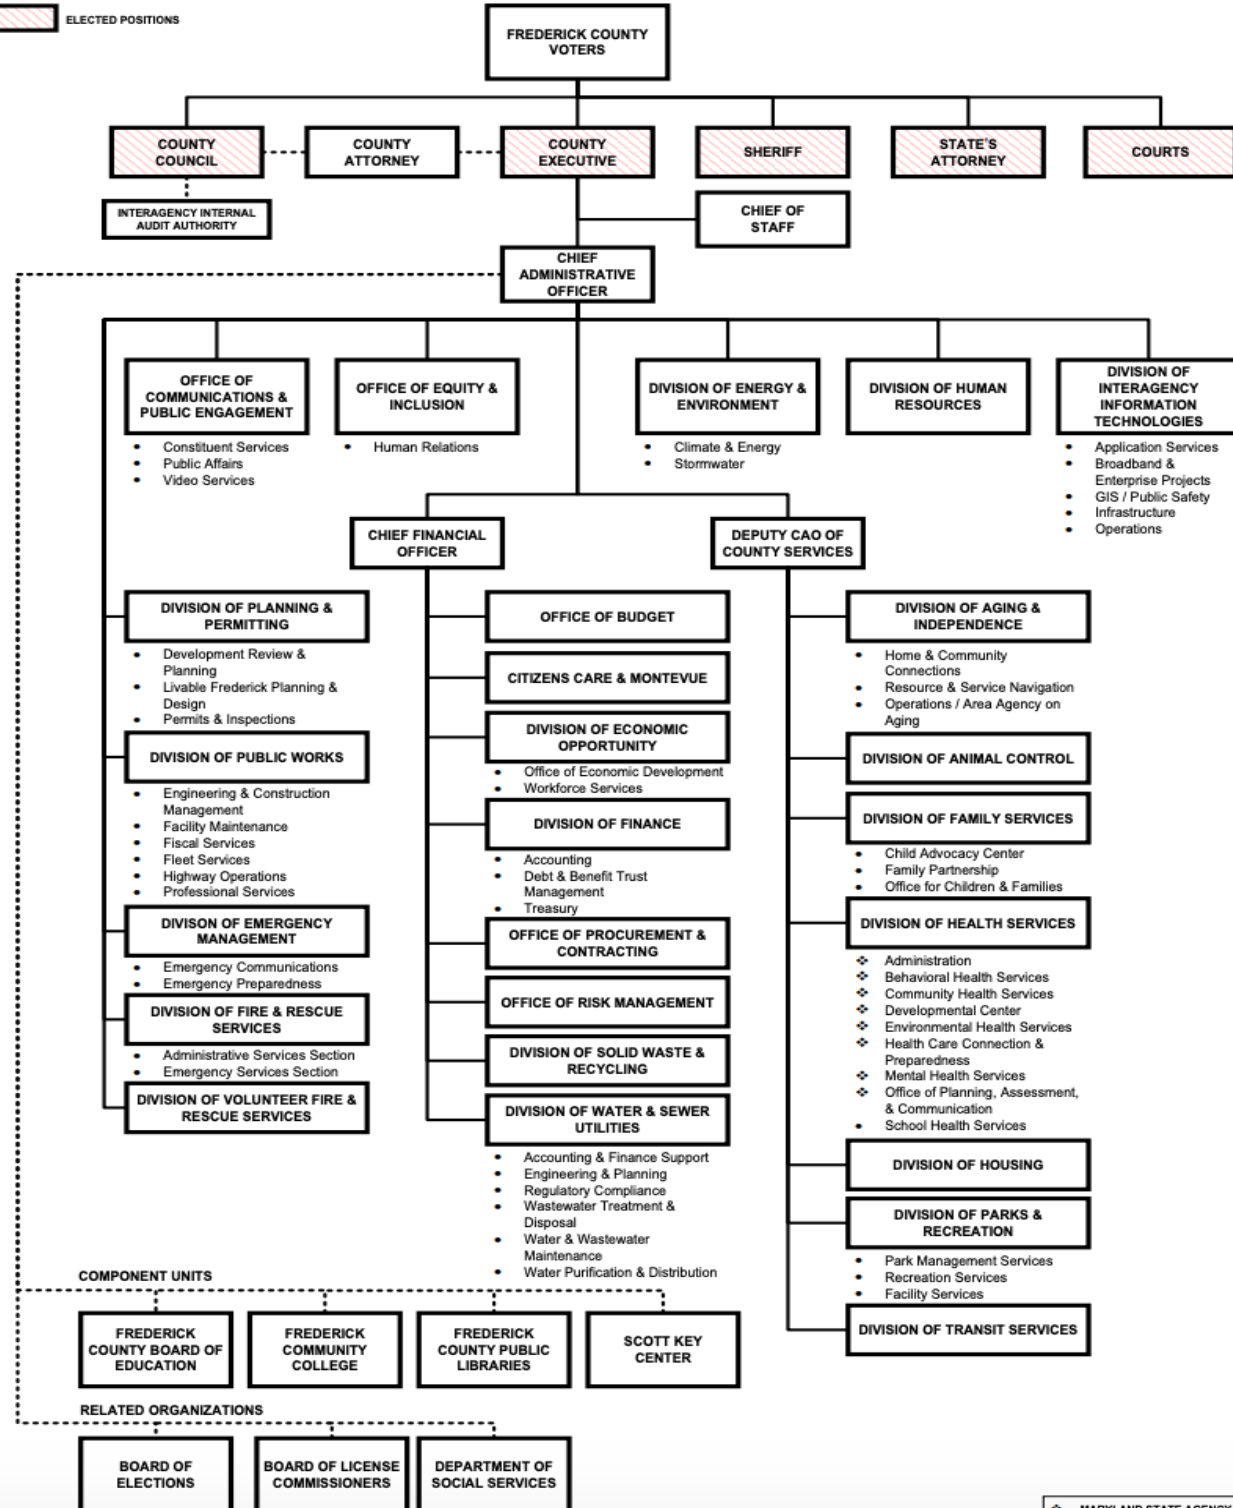 ELECTED POSITIONS
FREDERICK COUNTY
VOTERS
COUNTY
COUNCIL
COUNTY
ATTORNEY
COUNTY
EXECUTIVE
SHERIFF
STATE'S
ATTORNEY
COURTS
INTERAGENCY INTERNAL
AUDIT AUTHORITY
CHIEF OF
STAFF
CHIEF
ADMINISTRATIVE
OFFICER
OFFICE OF
COMMUNICATIONS &
PUBLIC ENGAGEMENT
• Constituent Services
• Public Affairs
• Video Services
OFFICE OF EQUITY &
INCLUSION
• Human Relations
DIVISION OF ENERGY &
ENVIRONMENT
• Climate & Energy
• Stormwater
DIVISION OF HUMAN
RESOURCES
DIVISION OF
INTERAGENCY
INFORMATION
TECHNOLOGIES
• Application Services
• Broadband &
Enterprise Projects
• GIS / Public Safety
• Infrastructure
• Operations
CHIEF FINANCIAL
OFFICER
DEPUTY CAO OF
COUNTY SERVICES
DIVISION OF PLANNING &
PERMITTING
• Development Review &
Planning
• Livable Frederick Planning &
Design
• Permits & Inspections
DIVISION OF PUBLIC WORKS
• Engineering & Construction
Management
• Facility Maintenance
• Fiscal Services
• Fleet Services
• Highway Operations
• Professional Services
DIVISON OF EMERGENCY
MANAGEMENT
• Emergency Communications
• Emergency Preparedness
DIVISION OF FIRE & RESCUE
SERVICES
• Administrative Services Section
• Emergency Services Section
DIVISION OF VOLUNTEER FIRE &
RESCUE SERVICES
OFFICE OF BUDGET
CITIZENS CARE & MONTEVUE
DIVISION OF ECONOMIC
OPPORTUNITY
• Office of Economic Development
• Workforce Services
DIVISION OF FINANCE
• Accounting
• Debt & Benefit Trust
Management
• Treasury
OFFICE OF PROCUREMENT &
CONTRACTING
OFFICE OF RISK MANAGEMENT
DIVISION OF SOLID WASTE &
RECYCLING
DIVISION OF WATER & SEWER
UTILITIES
• Accounting & Finance Support
• Engineering & Planning
• Regulatory Compliance
• Wastewater Treatment &
Disposal
• Water & Wastewater
Maintenance
• Water Purification & Distribution
DIVISION OF AGING &
INDEPENDENCE
• Home & Community
Connections
• Resource & Service Navigation
• Operations / Area Agency on
Aging
DIVISION OF ANIMAL CONTROL
DIVISION OF FAMILY SERVICES
• Child Advocacy Center
• Family Partnership
• Office for Children & Families
DIVISION OF HEALTH SERVICES
❖ Administration
❖ Behavioral Health Services
❖ Community Health Services
❖ Developmental Center
❖ Environmental Health Services
❖ Health Care Connection &
Preparedness
❖ Mental Health Services
❖ Office of Planning, Assessment,
& Communication
• School Health Services
DIVISION OF HOUSING
DIVISION OF PARKS &
RECREATION
• Park Management Services
• Recreation Services
• Facility Services
DIVISION OF TRANSIT SERVICES
COMPONENT UNITS
FREDERICK
COUNTY BOARD OF
EDUCATION
FREDERICK
COMMUNITY
COLLEGE
FREDERICK
COUNTY PUBLIC
LIBRARIES
SCOTT KEY
CENTER
RELATED ORGANIZATIONS
BOARD OF
ELECTIONS
BOARD OF LICENSE
COMMISSIONERS
DEPARTMENT OF
SOCIAL SERVICES
❖ MARYLAND STATE AGENCY